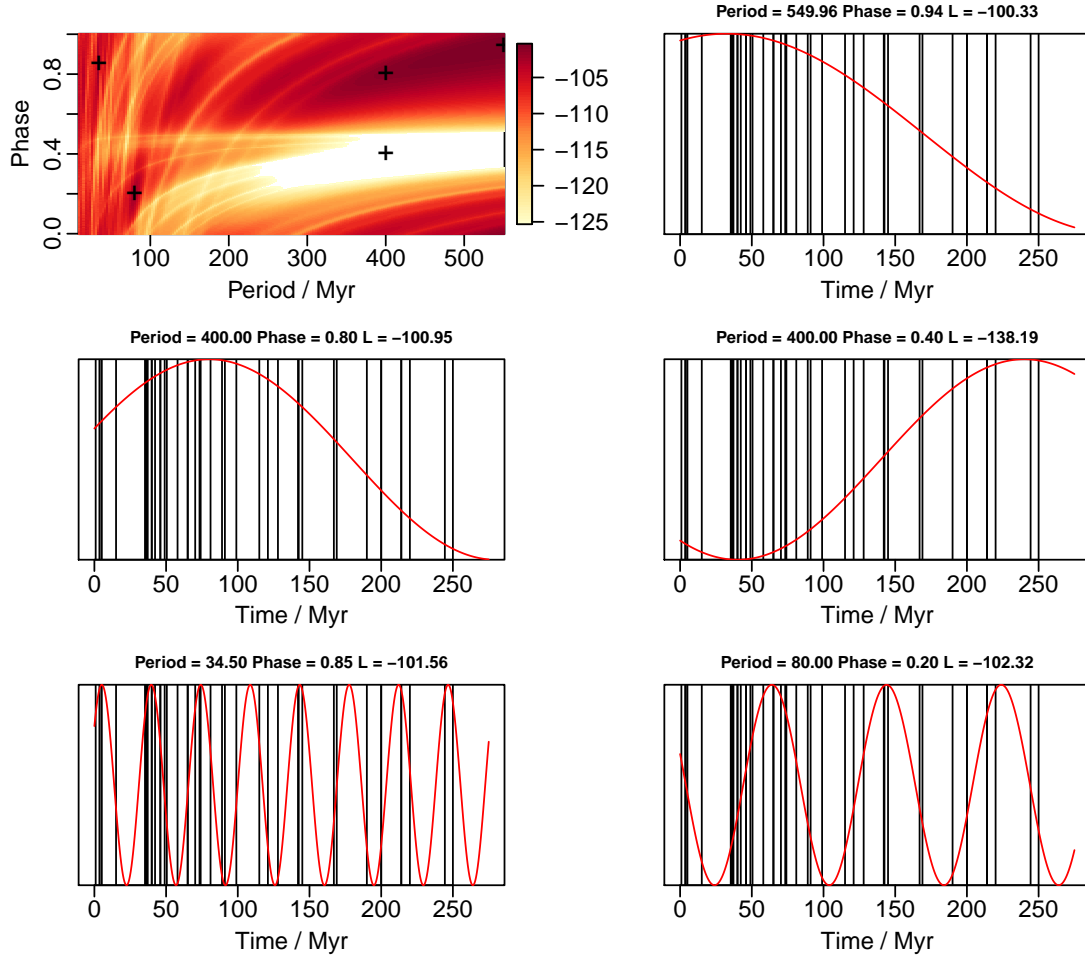 Period = 549.96 Phase = 0.94 L = −100.33
Phase
0.0
0.4
0.8
100 200 300 400 500
Period / Myr
−105
−110
−115
−120
−125
0 50 100 150 200 250
Time / Myr
Period = 400.00 Phase = 0.80 L = −100.95
0 50 100 150 200 250
Time / Myr
Period = 400.00 Phase = 0.40 L = −138.19
0 50 100 150 200 250
Time / Myr
Period = 34.50 Phase = 0.85 L = −101.56
0 50 100 150 200 250
Time / Myr
Period = 80.00 Phase = 0.20 L = −102.32
0 50 100 150 200 250
Time / Myr